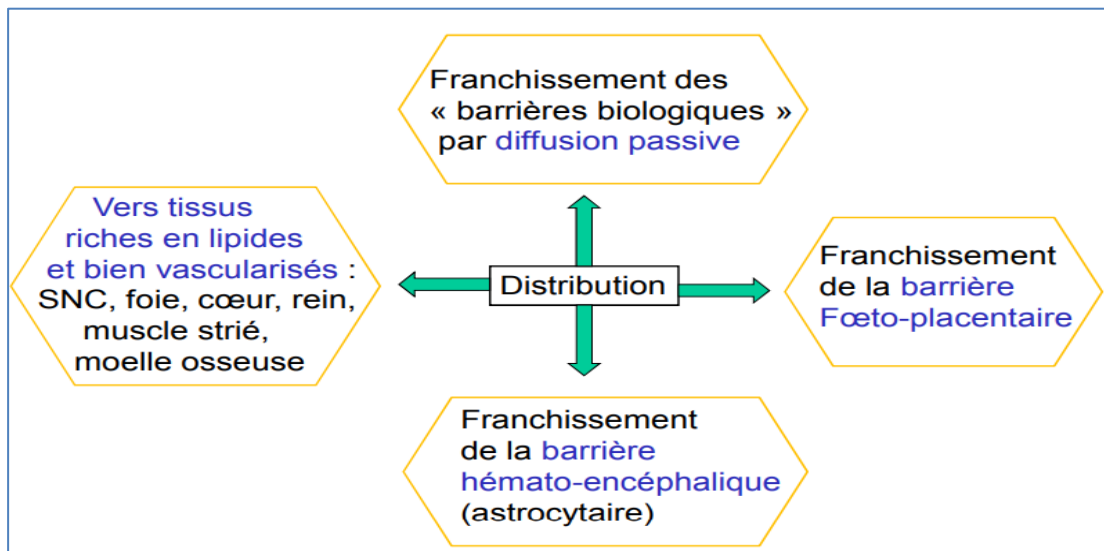 Franchissement des
« barrières biologiques »
par diffusion passive
Vers tissus
riches en lipides
et bien vascularisés :
SNC, foie, cœur, rein,
muscle strié,
moelle osseuse
Distribution
Franchissement
de la barrière
Fœto-placentaire
Franchissement
de la barrière
hémato-encéphalique
(astrocytaire)